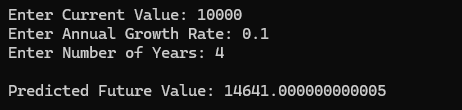 Enter Current Value: 10000
Enter Annual Growth Rate: 0.1
Enter Number of Years: 4
Predicted Future Value: 14641.000000000005